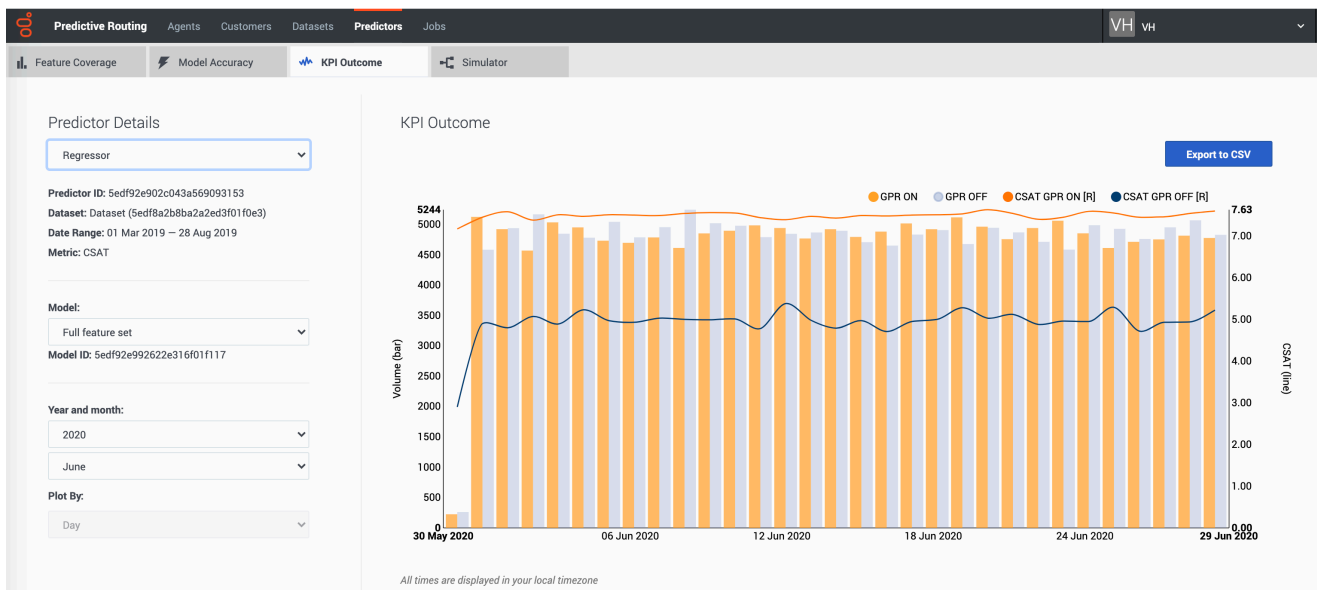 Predictive Routing Agents Customers Datasets Predictors Jobs VH VH
Feature Coverage Model Accuracy KPI Outcome Simulator
Predictor Details
Regressor
Predictor ID: 5edf92e902c043a569093153
Dataset: Dataset (5edf8a2b8ba2a2ed3f01f0e3)
Date Range: 01 Mar 2019 — 28 Aug 2019
Metric: CSAT
Model:
Full feature set
Model ID: 5edf92e992622e316f01f117
Year and month:
2020
June
Plot By:
Day
KPI Outcome
Export to CSV
GPR ON GPR OFF CSAT GPR ON [R] CSAT GPR OFF [R]
Volume (bar)
5244
5000
4500
4000
3500
3000
2500
2000
1500
1000
500
0
7.63
7.00
6.00
5.00
4.00
3.00
2.00
1.00
0.00
CSAT (line)
30 May 2020 06 Jun 2020 12 Jun 2020 18 Jun 2020 24 Jun 2020 29 Jun 2020
All times are displayed in your local timezone